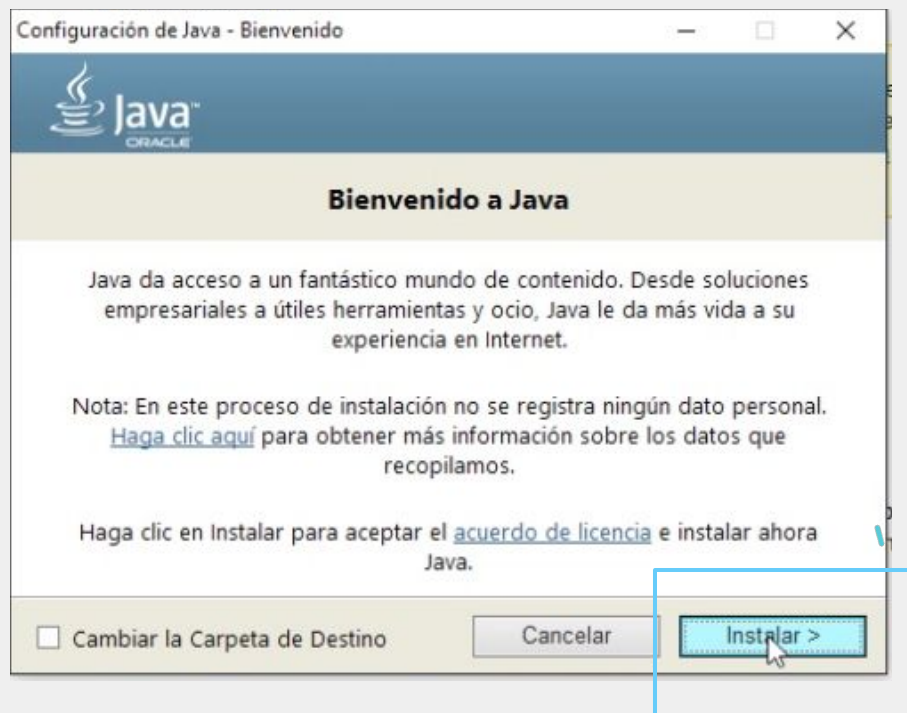 Configuración de Java - Bienvenido
Java™
ORACLE
Bienvenido a Java
Java da acceso a un fantástico mundo de contenido. Desde soluciones
empresariales a útiles herramientas y ocio, Java le da más vida a su
experiencia en Internet.
Nota: En este proceso de instalación no se registra ningún dato personal.
Haga clic aquí para obtener más información sobre los datos que
recopilamos.
Haga clic en Instalar para aceptar el acuerdo de licencia e instalar ahora
Java.
Cambiar la Carpeta de Destino
Cancelar
Instalar >